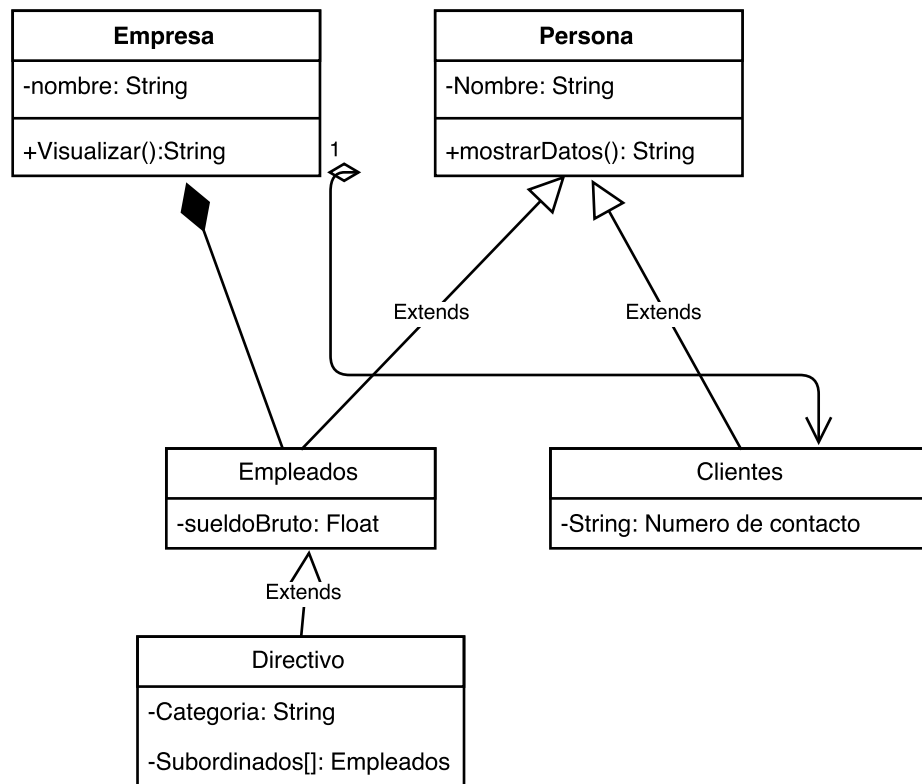 Empresa
-nombre: String
+Visualizar():String
Persona
-Nombre: String
+mostrarDatos(): String
1
Extends
Extends
Empleados
-sueldoBruto: Float
Clientes
-String: Numero de contacto
Extends
Directivo
-Categoria: String
-Subordinados[]: Empleados